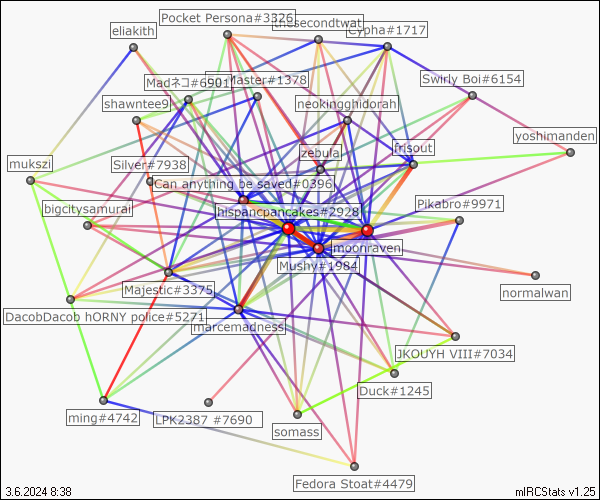 Pocket Persona#3326
thesecondtwat
eliakith
Cypha#1717
Madネコ#6901
Master#1378
Swirly Boi#6154
shawntee9
neokingghidorah
yoshimanden
mukszi
Silver#7938
zebula
frisout
Can anything be saved#0396
bigcitysamurai
hispancpancakes#2928
Pikabro#9971
moonraven
Mushy#1984
Majestic#3375
normalwan
DacobDacob hORNY police#5271
marcemadness
JKOUYH VIII#7034
Duck#1245
ming#4742
LPK2387 #7690
somass
Fedora Stoat#4479
3.6.2024 8:38
mIRCStats v1.25